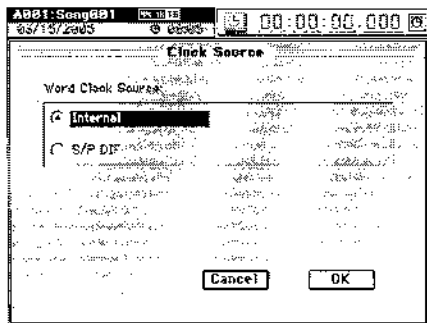 A001:Song001
03/15/2005
00:00:00.000
Clock Source
Word Clock Source:
Internal
S/P DIF
Cancel
OK